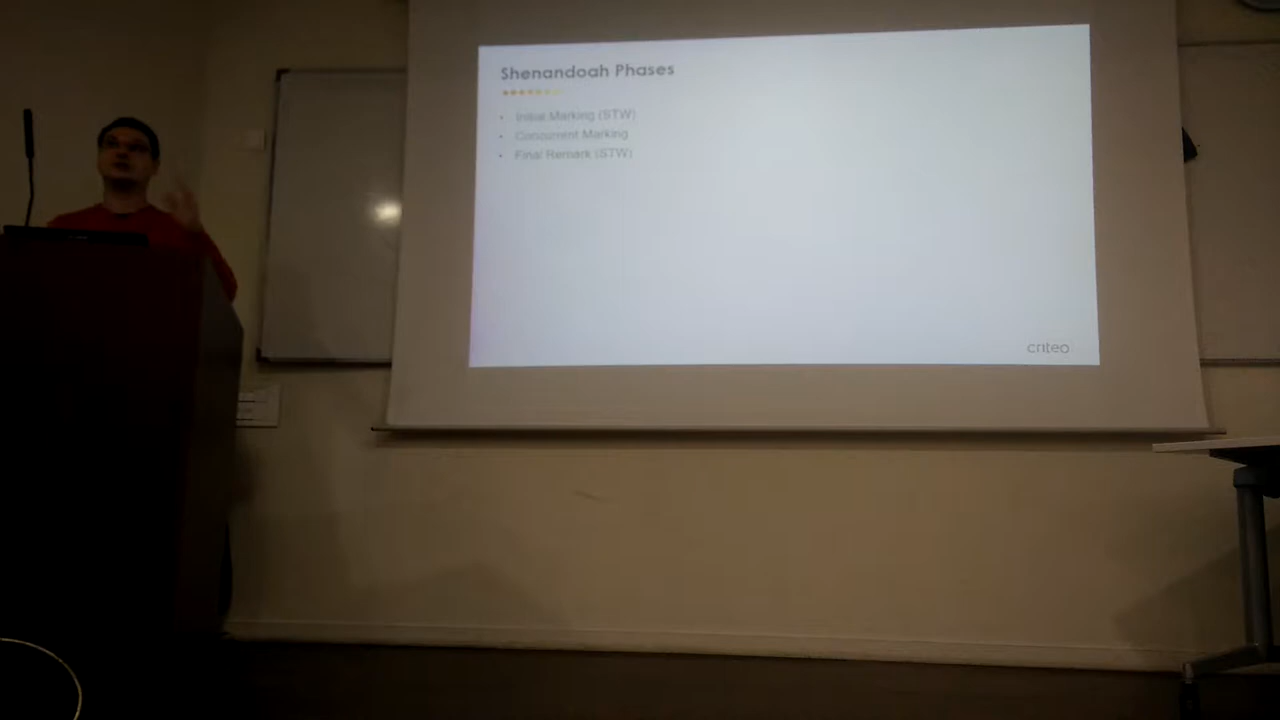 Shenandoah Phases
• Initial Marking (STW)
• Concurrent Marking
• Final Remark (STW)
criteo